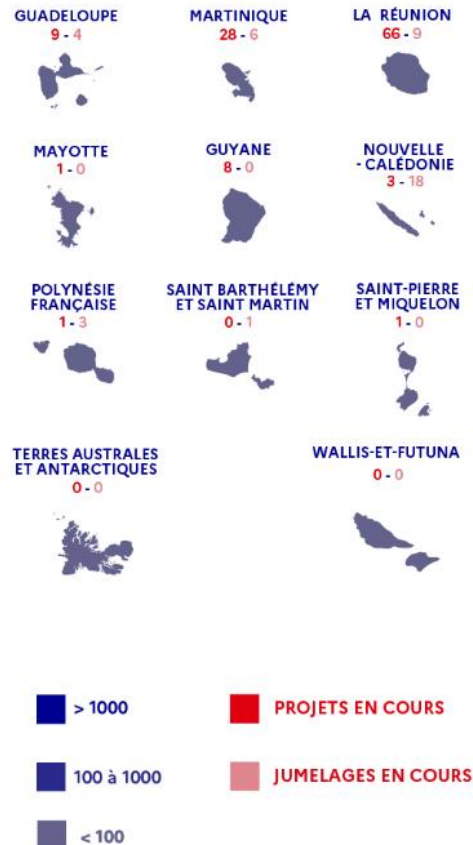 GUADELOUPE
9 - 4
MARTINIQUE
28 - 6
LA RÉUNION
66 - 9
MAYOTTE
1 - 0
GUYANE
8 - 0
NOUVELLE
- CALÉDONIE
3 - 18
POLYNÉSIE
FRANÇAISE
1 - 3
SAINT BARTHÉLÉMY
ET SAINT MARTIN
0 - 1
SAINT-PIERRE
ET MIQUELON
1 - 0
TERRES AUSTRALES
ET ANTARCTIQUES
0 - 0
WALLIS-ET-FUTUNA
0 - 0
> 1000
PROJETS EN COURS
100 à 1000
JUMELAGES EN COURS
< 100